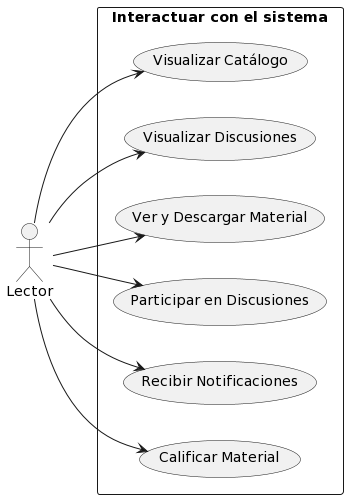 Interactuar con el sistema
Visualizar Catálogo
Visualizar Discusiones
Ver y Descargar Material
Lector
Participar en Discusiones
Recibir Notificaciones
Calificar Material